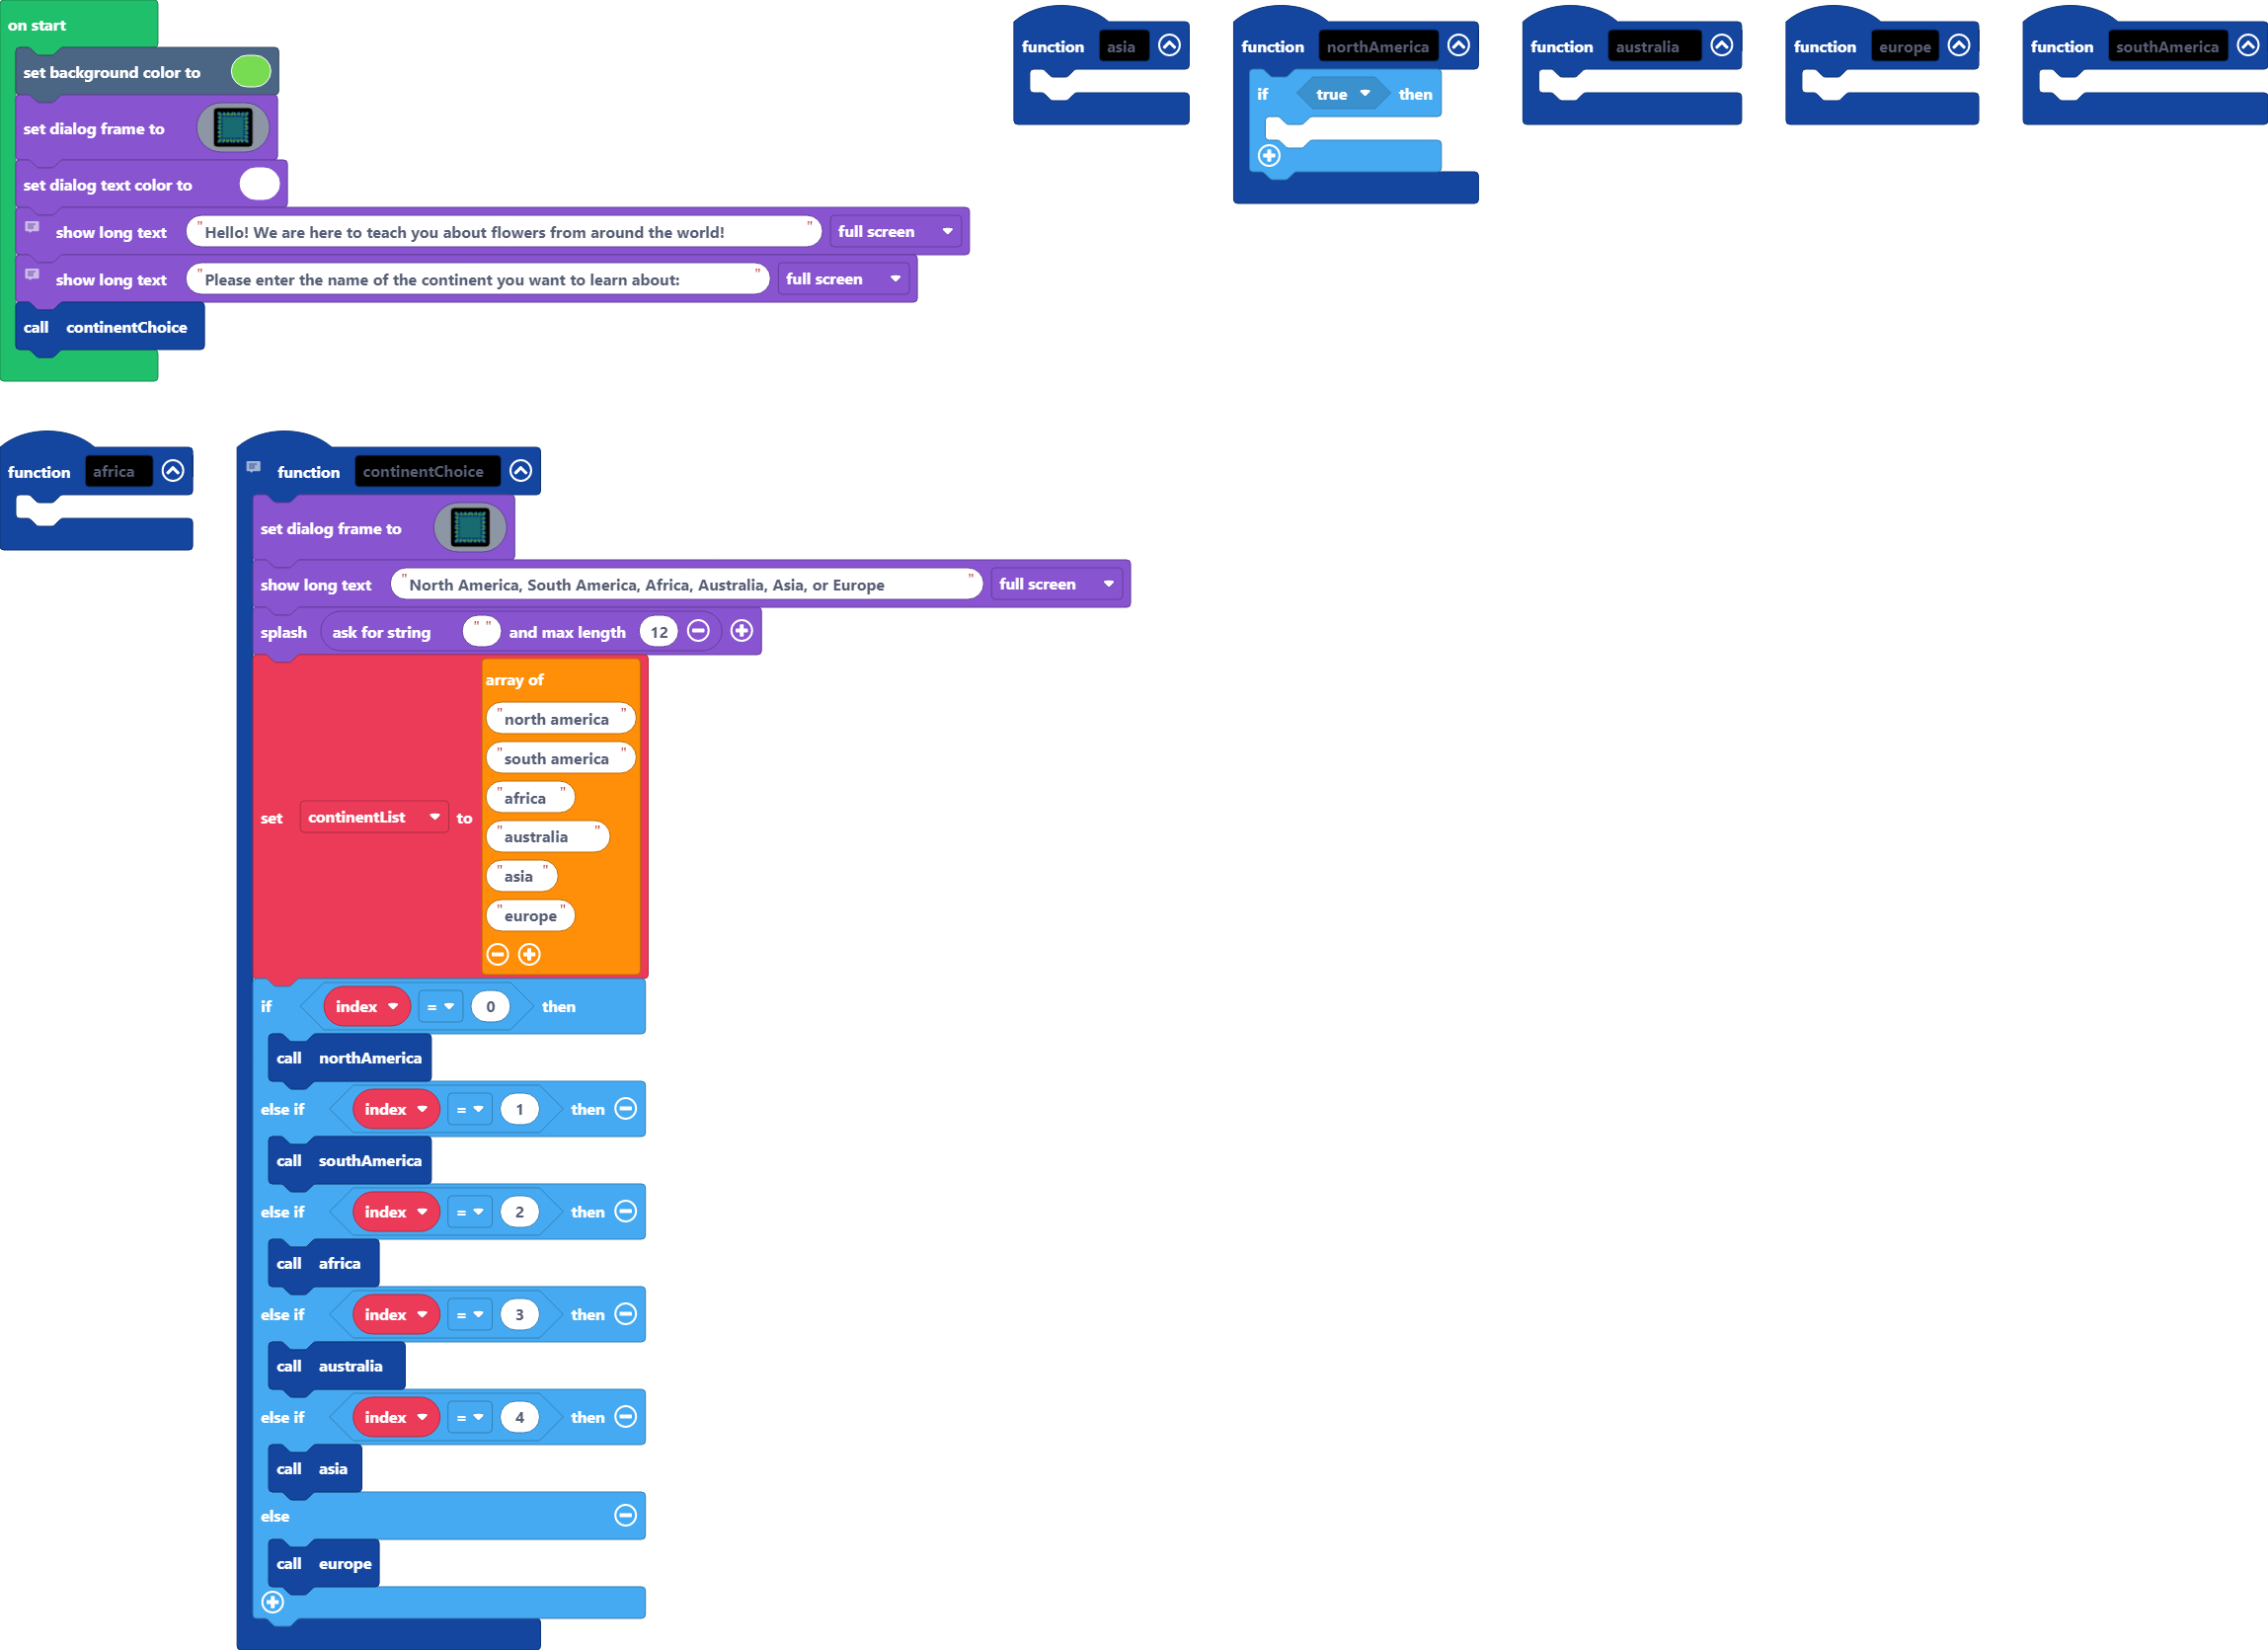 on start
set background color to
set dialog frame to
set dialog text color to
show long text "Hello! We are here to teach you about flowers from around the world!" full screen
show long text "Please enter the name of the continent you want to learn about:" full screen
call continentChoice
function asia
function northAmerica
if true then
function australia
function europe
function southAmerica
function africa
function continentChoice
set dialog frame to
show long text "North America, South America, Africa, Australia, Asia, or Europe" full screen
splash ask for string "" and max length 12
set continentList to
array of
"north america"
"south america"
"africa"
"australia"
"asia"
"europe"
if index = 0 then
call northAmerica
else if index = 1 then
call southAmerica
else if index = 2 then
call africa
else if index = 3 then
call australia
else if index = 4 then
call asia
else
call europe